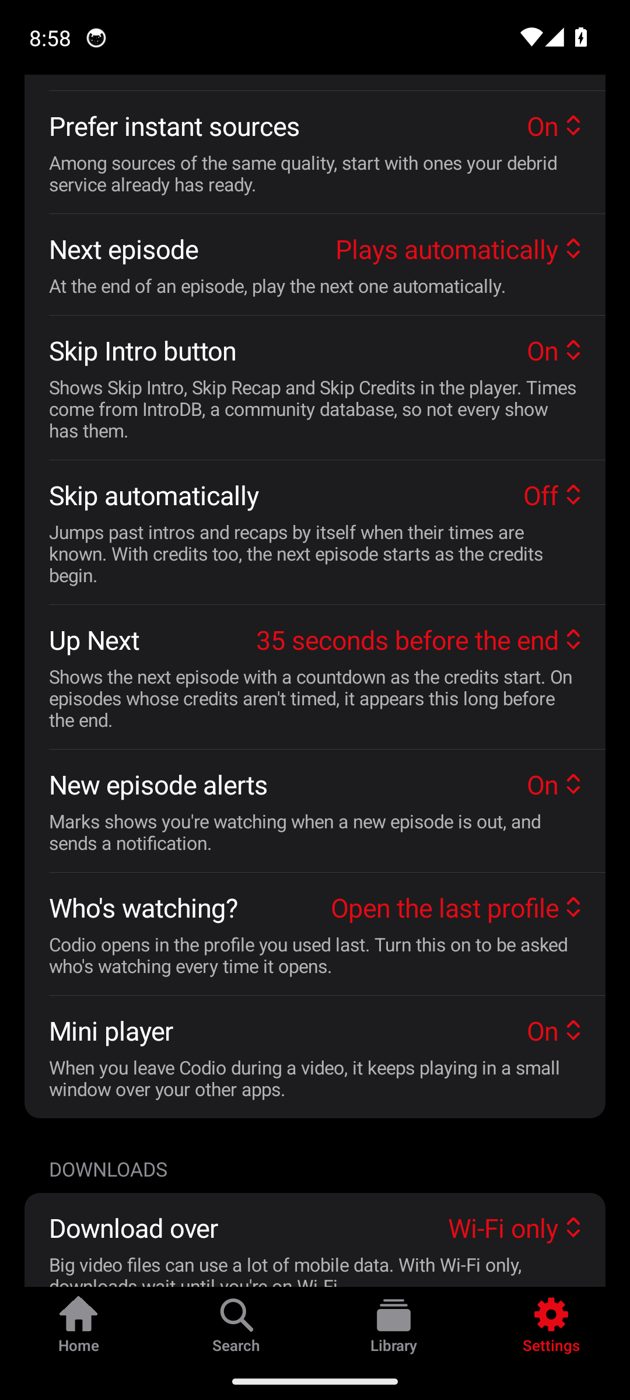 8:58
Prefer instant sources
On
Among sources of the same quality, start with ones your debrid
service already has ready.
Next episode
Plays automatically
At the end of an episode, play the next one automatically.
Skip Intro button
On
Shows Skip Intro, Skip Recap and Skip Credits in the player. Times
come from IntroDB, a community database, so not every show
has them.
Skip automatically
Off
Jumps past intros and recaps by itself when their times are
known. With credits too, the next episode starts as the credits
begin.
Up Next
35 seconds before the end
Shows the next episode with a countdown as the credits start. On
episodes whose credits aren't timed, it appears this long before
the end.
New episode alerts
On
Marks shows you're watching when a new episode is out, and
sends a notification.
Who's watching?
Open the last profile
Codio opens in the profile you used last. Turn this on to be asked
who's watching every time it opens.
Mini player
On
When you leave Codio during a video, it keeps playing in a small
window over your other apps.
DOWNLOADS
Download over
Wi-Fi only
Big video files can use a lot of mobile data. With Wi-Fi only,
downloads wait until you're on Wi-Fi
Home
Search
Library
Settings